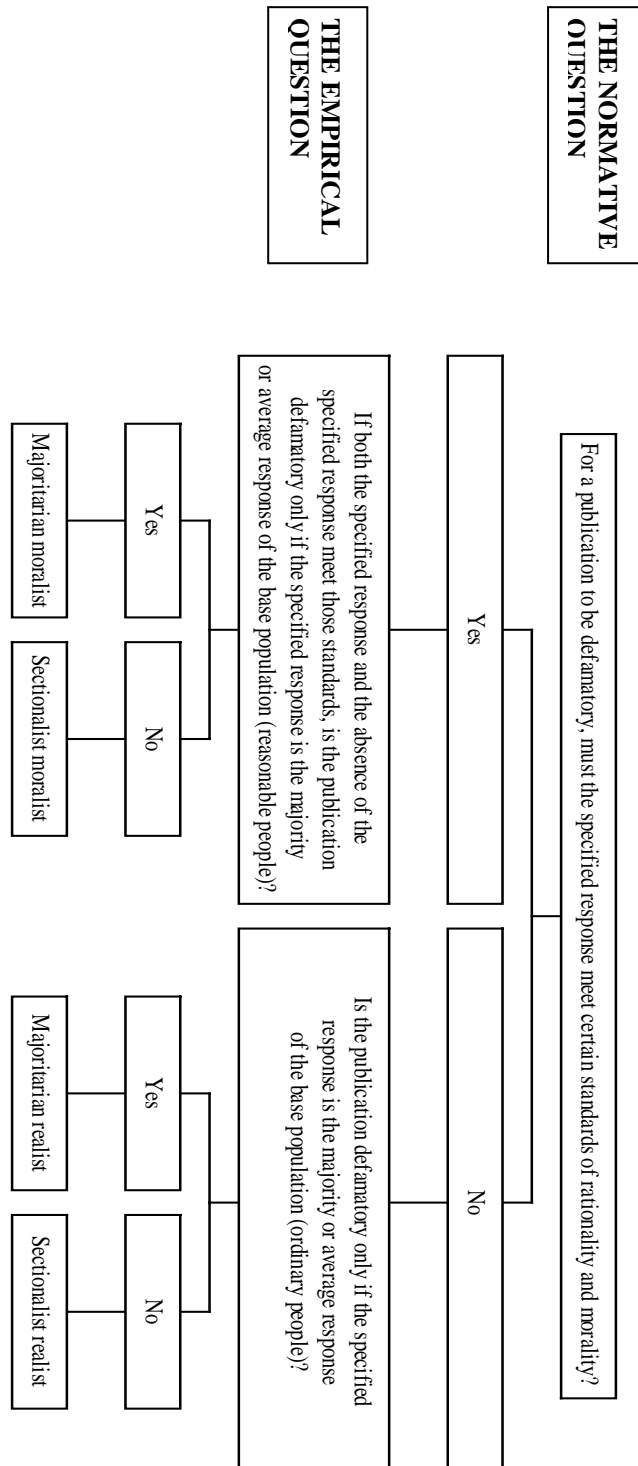 THE NORMATIVE
QUESTION
For a publication to be defamatory, must the specified response meet certain standards of rationality and morality?
Yes
No
THE EMPIRICAL
QUESTION
If both the specified response and the absence of the
specified response meet those standards, is the publication
defamatory only if the specified response is the majority
or average response of the base population (reasonable people)?
Is the publication defamatory only if the specified
response is the majority or average response
of the base population (ordinary people)?
Yes
No
Yes
No
Majoritarian moralist
Sectionalist moralist
Majoritarian realist
Sectionalist realist